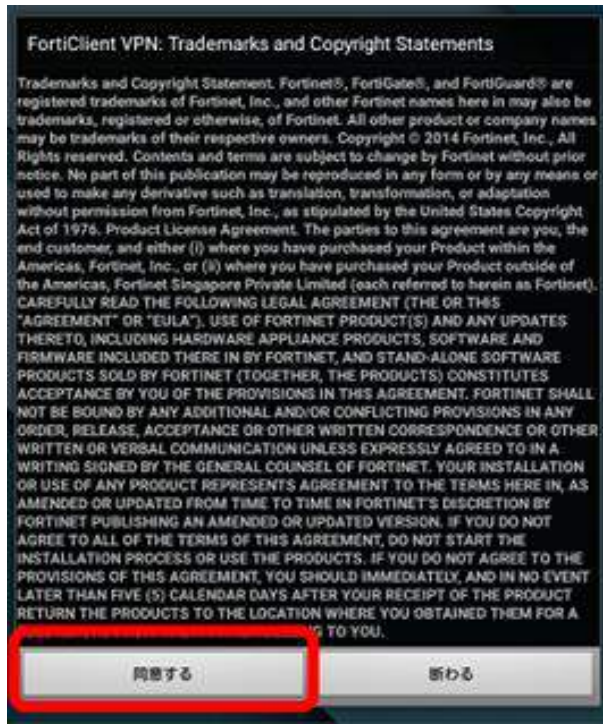 FortiClient VPN: Trademarks and Copyright Statements
Trademarks and Copyright Statement. Fortinet®, FortiGate®, and FortiGuard® are
registered trademarks of Fortinet, Inc., and other Fortinet names here in may also be
trademarks, registered or otherwise, of Fortinet. All other product or company names
may be trademarks of their respective owners. Copyright © 2014 Fortinet, Inc., All
Rights reserved. Contents and terms are subject to change by Fortinet without prior
notice. No part of this publication may be reproduced in any form or by any means or
used to make any derivative such as translation, transformation, or adaptation
without permission from Fortinet, Inc., as stipulated by the United States Copyright
Act of 1976. Product License Agreement. The parties to this agreement are you, the
end customer, and either (i) where you have purchased your Product within the
Americas, Fortinet, Inc., or (ii) where you have purchased your Product outside of
the Americas, Fortinet Singapore Private Limited (each referred to herein as Fortinet).
CAREFULLY READ THE FOLLOWING LEGAL AGREEMENT (THE OR THIS
"AGREEMENT" OR "EULA"). USE OF FORTINET PRODUCT(S) AND ANY UPDATES
THERETO, INCLUDING HARDWARE APPLIANCE PRODUCTS, SOFTWARE AND
FIRMWARE INCLUDED THERE IN BY FORTINET, AND STAND-ALONE SOFTWARE
PRODUCTS SOLD BY FORTINET (TOGETHER, THE PRODUCTS) CONSTITUTES
ACCEPTANCE BY YOU OF THE PROVISIONS IN THIS AGREEMENT. FORTINET SHALL
NOT BE BOUND BY ANY ADDITIONAL AND/OR CONFLICTING PROVISIONS IN ANY
ORDER, RELEASE, ACCEPTANCE OR OTHER WRITTEN CORRESPONDENCE OR OTHER
WRITTEN OR VERBAL COMMUNICATION UNLESS EXPRESSLY AGREED TO IN A
WRITING SIGNED BY THE GENERAL COUNSEL OF FORTINET. YOUR INSTALLATION
OR USE OF ANY PRODUCT REPRESENTS AGREEMENT TO THE TERMS HERE IN, AS
AMENDED OR UPDATED FROM TIME TO TIME IN FORTINET'S DISCRETION BY
FORTINET PUBLISHING AN AMENDED OR UPDATED VERSION. IF YOU DO NOT
AGREE TO ALL OF THE TERMS OF THIS AGREEMENT, DO NOT START THE
INSTALLATION PROCESS OR USE THE PRODUCTS. IF YOU DO NOT AGREE TO THE
PROVISIONS OF THIS AGREEMENT, YOU SHOULD IMMEDIATELY, AND IN NO EVENT
LATER THAN FIVE (5) CALENDAR DAYS AFTER YOUR RECEIPT OF THE PRODUCT
RETURN THE PRODUCTS TO THE LOCATION WHERE YOU OBTAINED THEM FOR A
TO YOU.
同意する
断わる